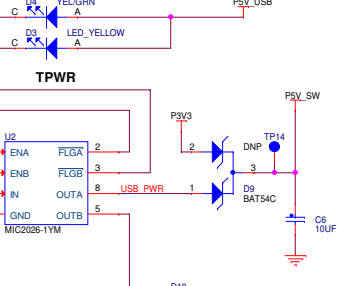 D4
YEL/GRN
P5V_USB
C
A
D3
LED_YELLOW
C
A
TPWR
P5V_SW
P3V3
U2
TP14
DNP
ENA
FLGA
2
2
ENB
FLGB
3
3
IN
OUTA
8
USB_PWR
1
D9
BAT54C
GND
OUTB
5
C6
10UF
MIC2026-1YM